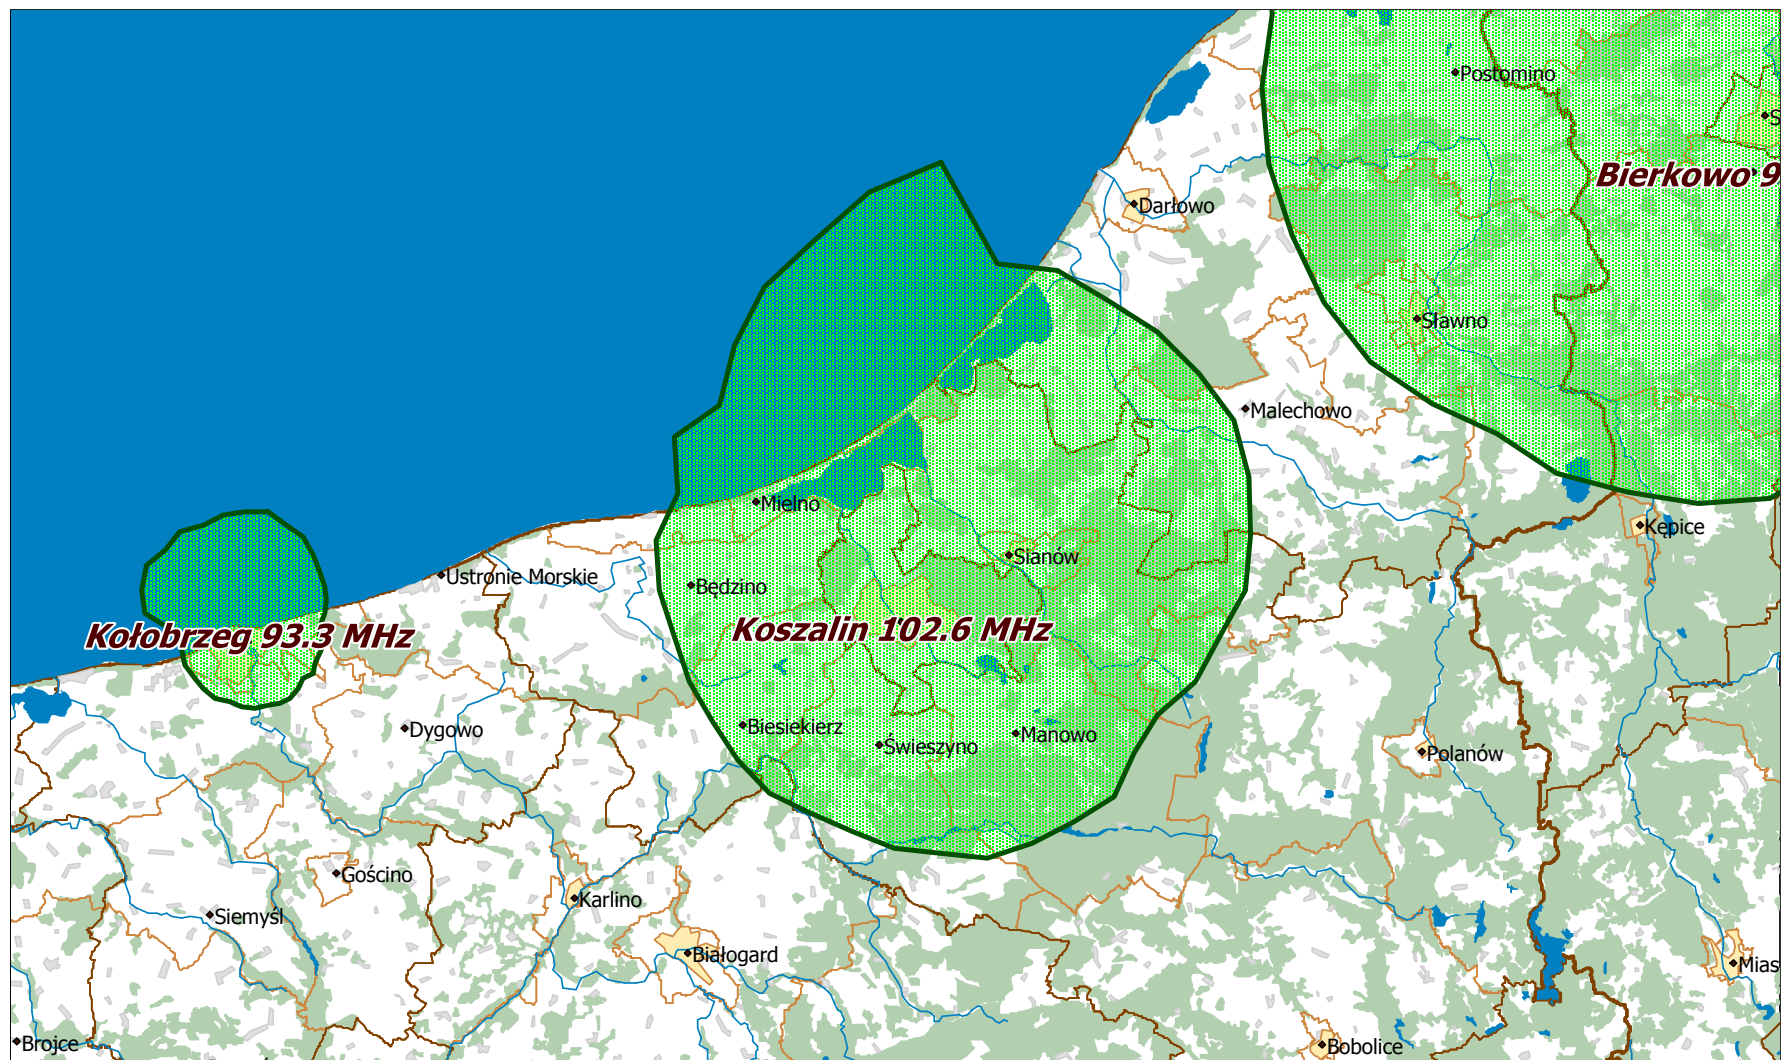 Postomino
S
Bierkowo 9
Darłowo
Sławno
Malechowo
Mielno
Kępice
Sianów
Ustronie Morskie
Będzino
Kołobrzeg 93.3 MHz
Koszalin 102.6 MHz
Biesiekierz
Dygowo
Manowo
Świeszyno
Polanów
Gościno
Karlino
Siemyśl
Białogard
Mias
Brojce
Bobolice